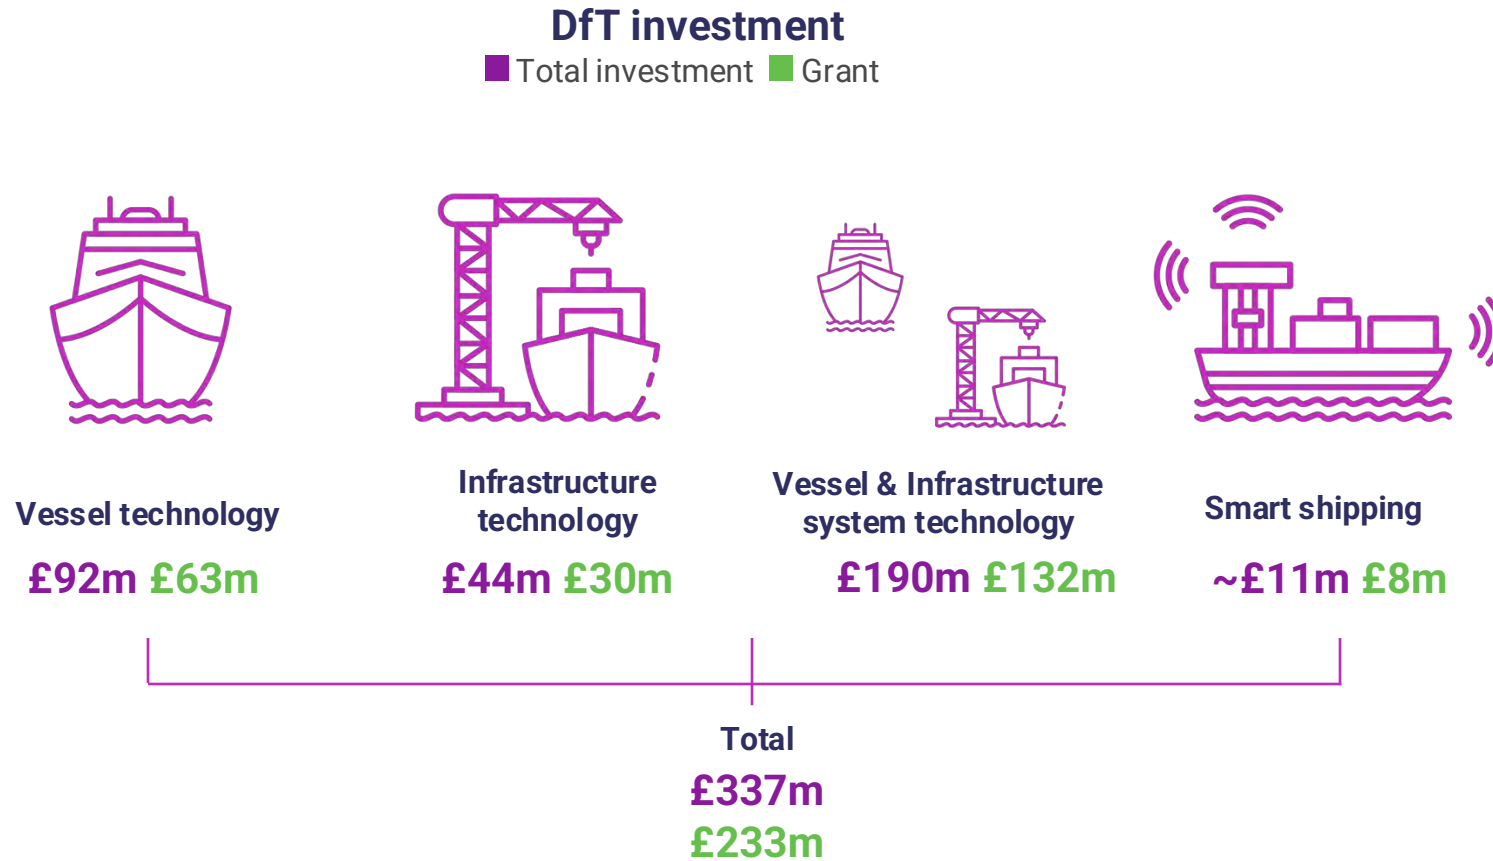 DfT investment
Total investment Grant
Vessel technology
£92m £63m
Infrastructure
technology
£44m £30m
Vessel & Infrastructure
system technology
£190m £132m
Smart shipping
~£11m £8m
Total
£337m
£233m